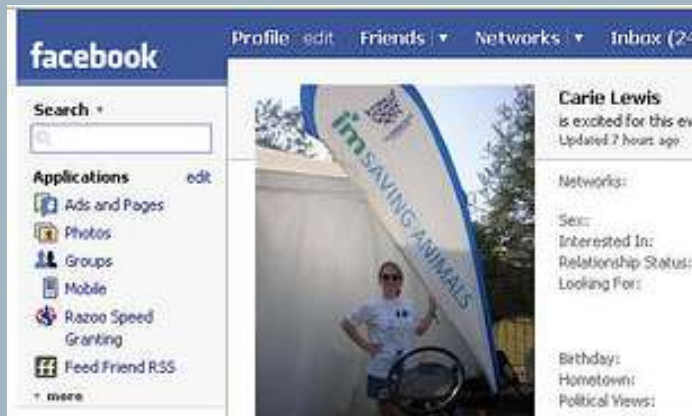 facebook
Profile edit Friends Networks Inbox (24
Search
Applications edit
Ads and Pages
Photos
Groups
Mobile
Razoo Speed
Granting
Feed Friend RSS
more
i'm SAVING ANIMALS
Carie Lewis
is excited for this ev
Updated 7 hours ago
Networks:
Sex:
Interested In:
Relationship Status:
Looking For:
Birthday:
Hometown:
Political Views: